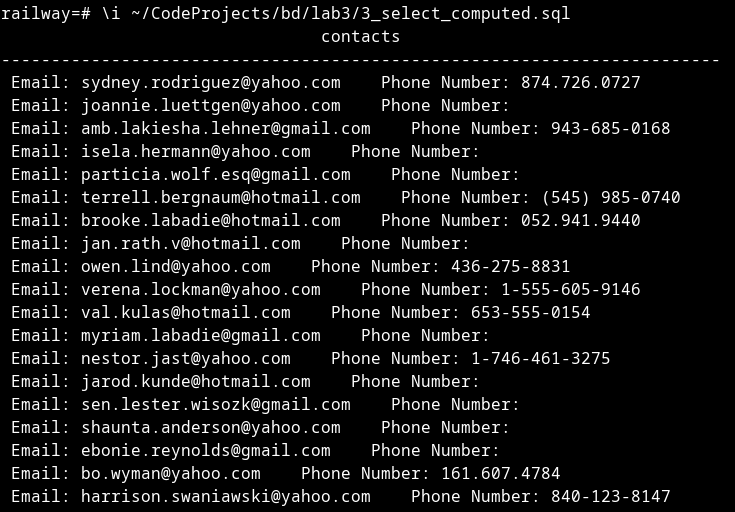 railway=# \i ~/CodeProjects/bd/lab3/3_select_computed.sql
contacts
------------------------------------------------------------------------
Email: sydney.rodriguez@yahoo.com    Phone Number: 874.726.0727
Email: joannie.luettgen@yahoo.com    Phone Number:
Email: amb.lakiesha.lehner@gmail.com    Phone Number: 943-685-0168
Email: isela.hermann@yahoo.com    Phone Number:
Email: particia.wolf.esq@gmail.com    Phone Number:
Email: terrell.bergnaum@hotmail.com    Phone Number: (545) 985-0740
Email: brooke.labadie@hotmail.com    Phone Number: 052.941.9440
Email: jan.rath.v@hotmail.com    Phone Number:
Email: owen.lind@yahoo.com    Phone Number: 436-275-8831
Email: verena.lockman@yahoo.com    Phone Number: 1-555-605-9146
Email: val.kulas@hotmail.com    Phone Number: 653-555-0154
Email: myriam.labadie@gmail.com    Phone Number:
Email: nestor.jast@yahoo.com    Phone Number: 1-746-461-3275
Email: jarod.kunde@hotmail.com    Phone Number:
Email: sen.lester.wisozk@gmail.com    Phone Number:
Email: shaunta.anderson@yahoo.com    Phone Number:
Email: ebonie.reynolds@gmail.com    Phone Number:
Email: bo.wyman@yahoo.com    Phone Number: 161.607.4784
Email: harrison.swaniawski@yahoo.com    Phone Number: 840-123-8147